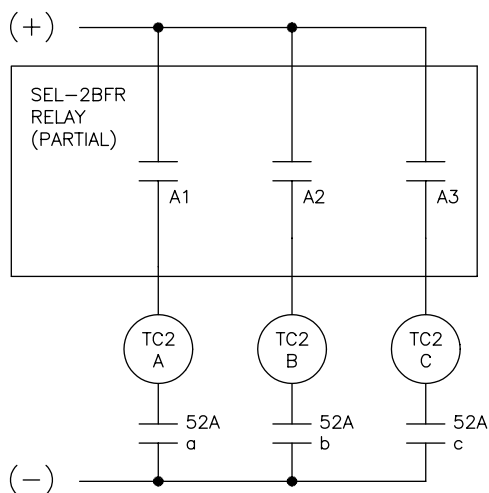 (+)
SEL-2BFR
RELAY
(PARTIAL)
A1
A2
A3
TC2
A
TC2
B
TC2
C
52A
a
52A
b
52A
c
(-)